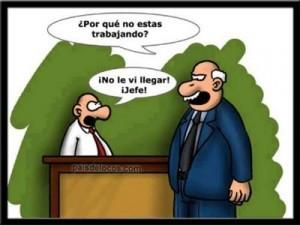 ¿Por qué no estas
trabajando?
¡No le vi llegar!
¡Jefe!
paisdelocos.com